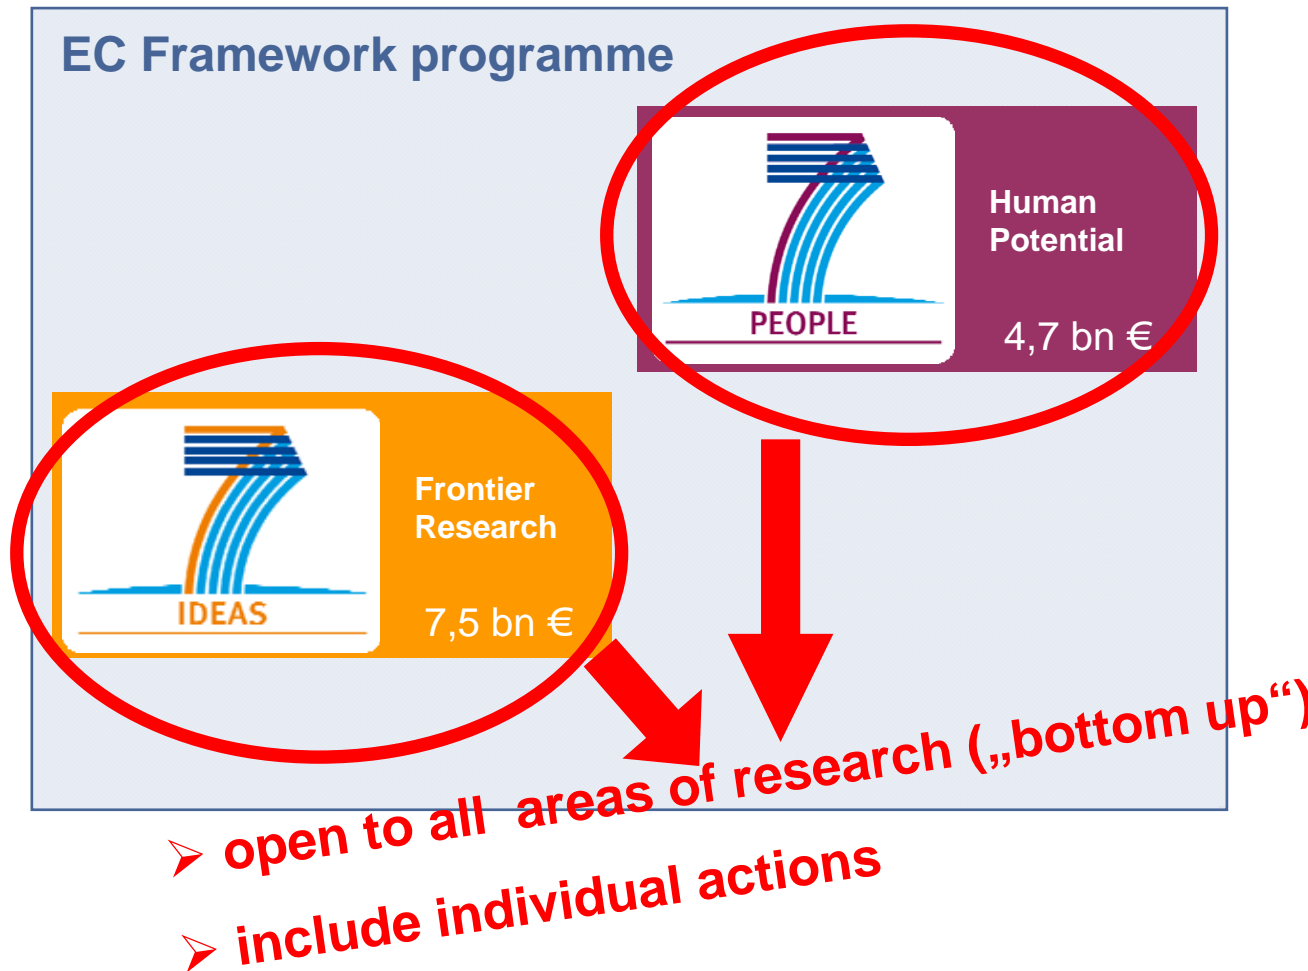 EC Framework programme
Human
Potential
PEOPLE
4,7 bn €
Frontier
Research
IDEAS
7,5 bn €
➢ open to all areas of research („bottom up“)
➢ include individual actions